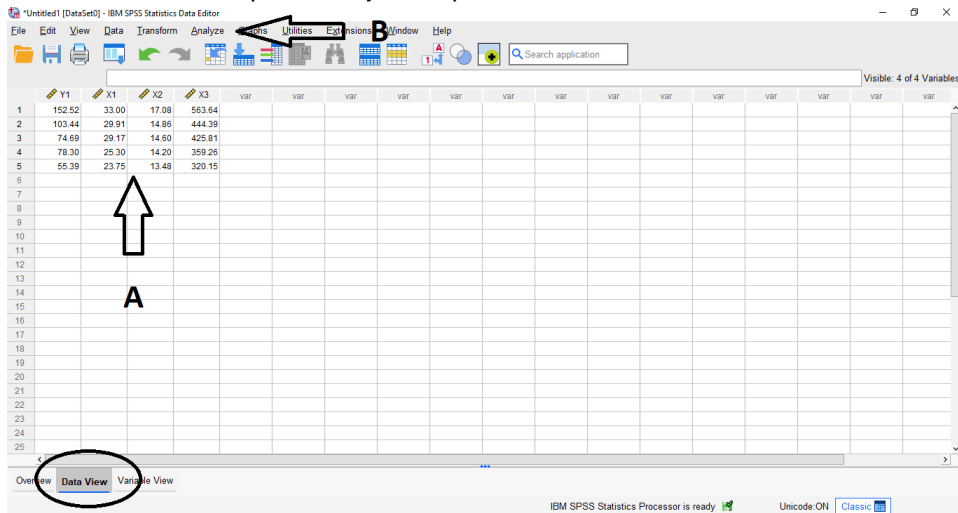 *Untitled1 [DataSet0] - IBM SPSS Statistics Data Editor
File Edit View Data Transform Analyze Graphs Utilities Extensions B Window Help
Search application
Visible: 4 of 4 Variables
Y1 X1 X2 X3 var var var var var var var var var var var var var var
1 152.52 33.00 17.08 563.64
2 103.44 29.91 14.86 444.39
3 74.69 29.17 14.60 425.81
4 78.30 25.30 14.20 359.26
5 55.39 23.75 13.48 320.15
6
7
8
9
10
11
12
13
14
A
15
16
17
18
19
20
21
22
23
24
25
Overview Data View Variable View
IBM SPSS Statistics Processor is ready Unicode:ON Classic